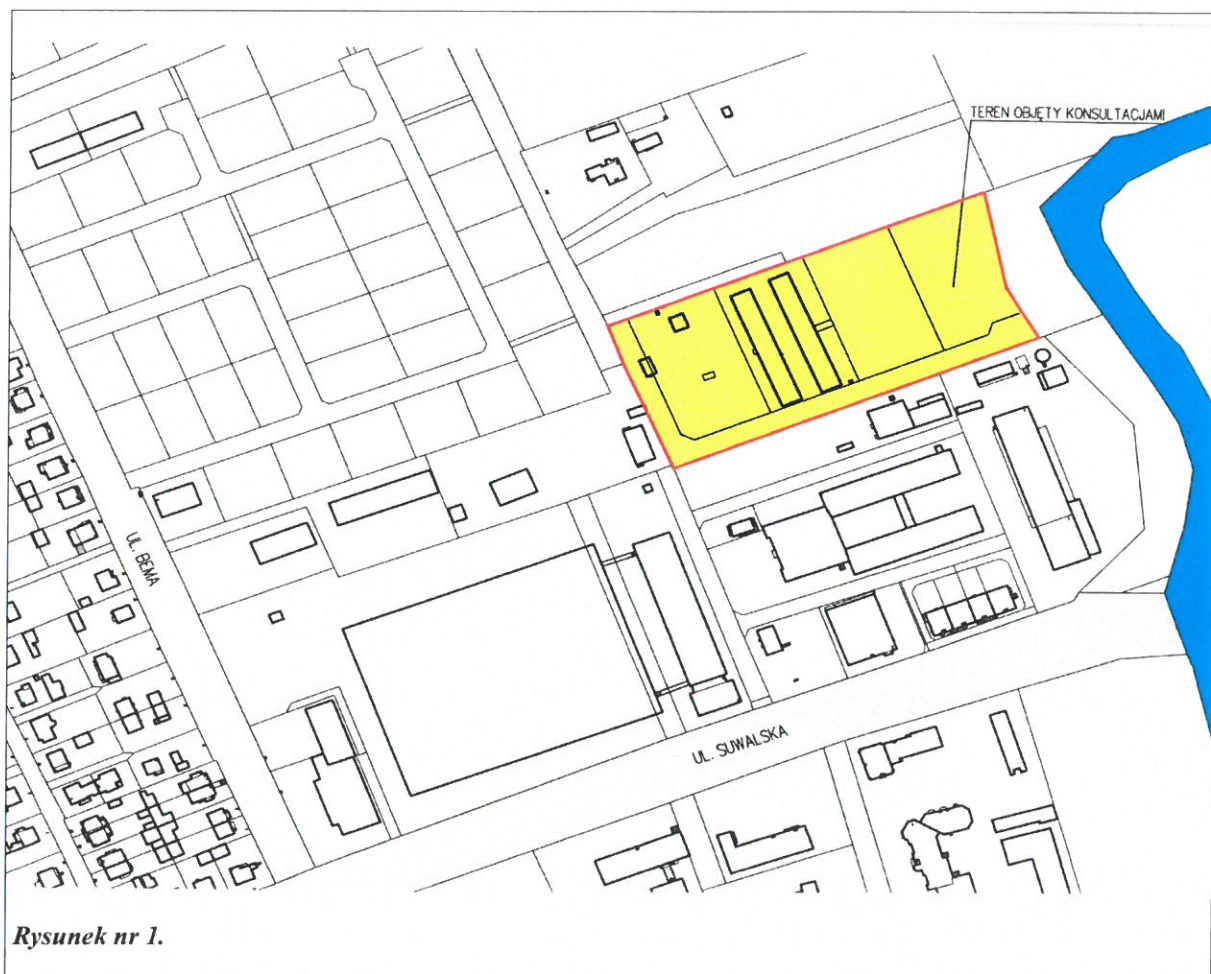 TEREN OBJĘTY KONSULTACJAMI
UL. BEMA
UL. SUWALSKA
Rysunek nr 1.